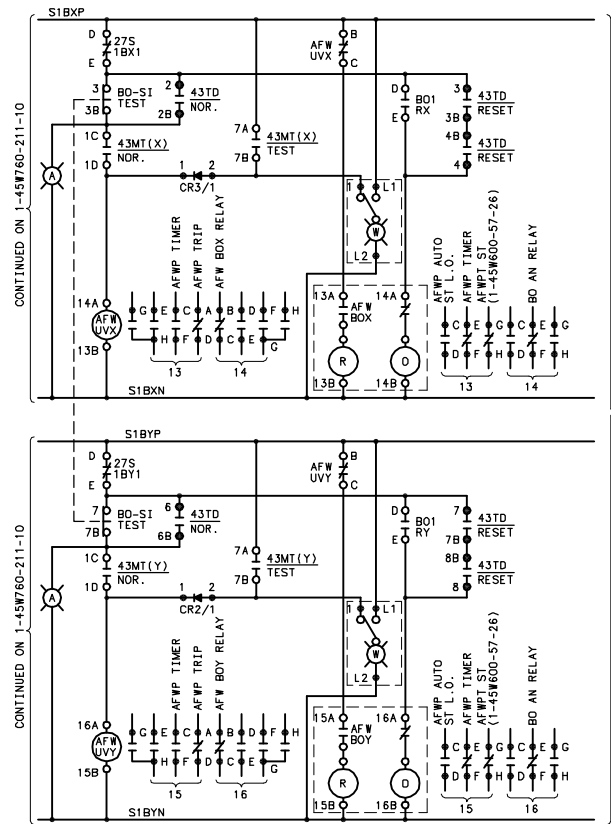 S1BXP
CONTINUED ON 1-45W760-211-10
D
27S
1BX1
E
AFW
UVX
B
C
3
BO-SI
TEST
3B
2
43TD
NOR.
2B
1C
43MT(X)
NOR.
1D
7A
43MT(X)
TEST
7B
D
BO1
RX
E
3
43TD
RESET
3B
4B
43TD
RESET
4
A
1 2
CR3/1
1 L1
W
L2
AFWP TIMER
AFWP TRIP
AFW BOX RELAY
14A
AFW
UVX
13B
G E C A B D F H
H F D C E G
13 14
13A
AFW
BOX
14A
R
O
13B
14B
AFWP AUTO
ST L.O.
AFWP TIMER
AFWPT ST
(1-45W600-57-26)
BO AN RELAY
C E G C E G
D F H D F H
13 14
S1BXN
S1BYP
CONTINUED ON 1-45W760-211-10
D
27S
1BY1
E
AFW
UVY
B
C
7
BO-SI
TEST
7B
6
43TD
NOR.
6B
1C
43MT(Y)
NOR.
1D
7A
43MT(Y)
TEST
7B
D
BO1
RY
E
7
43TD
RESET
7B
8B
43TD
RESET
8
A
1 2
CR2/1
1 L1
W
L2
AFWP TIMER
AFWP TRIP
AFW BOY RELAY
16A
AFW
UVY
15B
G E C A B D F H
H F D C E G
15 16
15A
AFW
BOY
16A
R
O
15B
16B
AFWP AUTO
ST L.O.
AFWP TIMER
AFWPT ST
(1-45W600-57-26)
BO AN RELAY
C E G C E G
D F H D F H
15 16
S1BYN